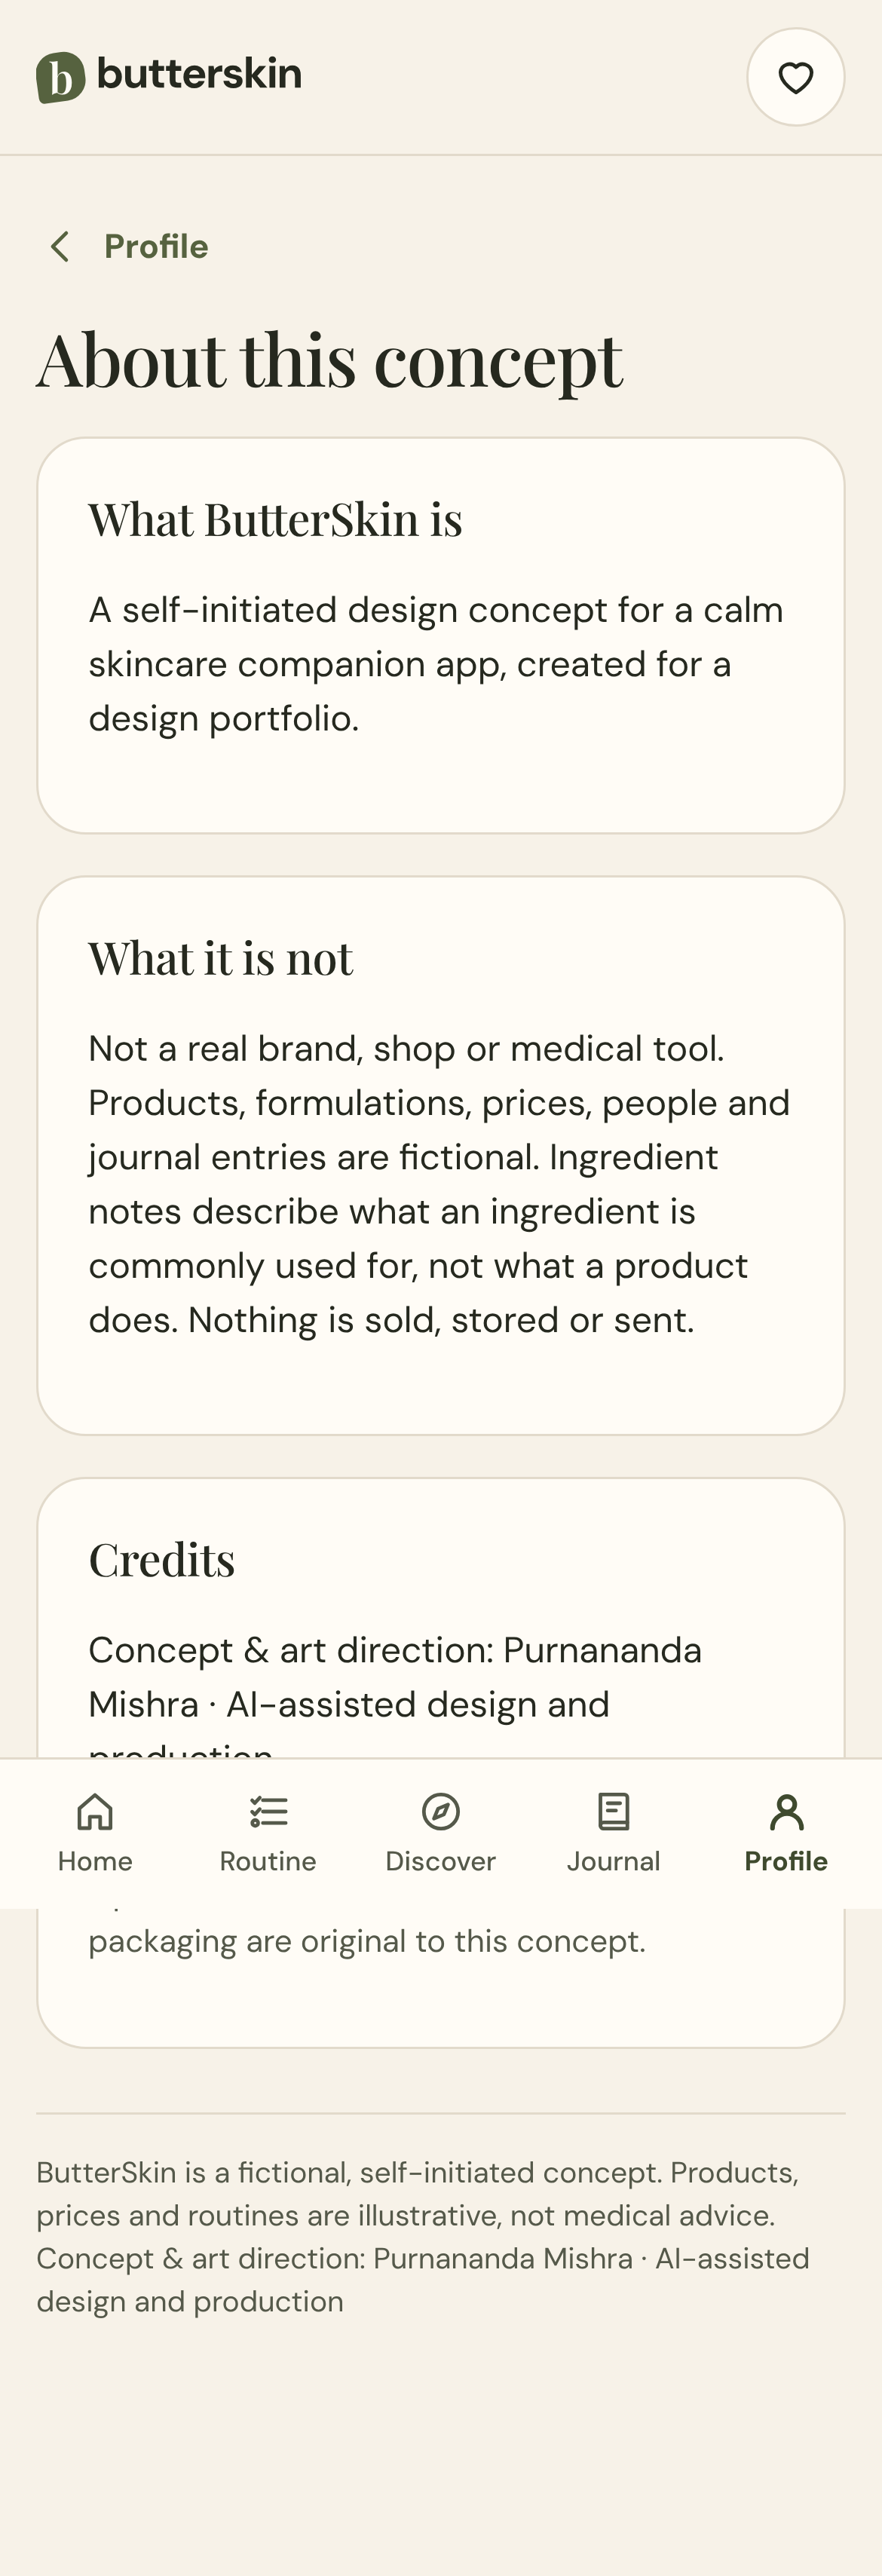 b butterskin
Profile
About this concept
What ButterSkin is
A self-initiated design concept for a calm
skincare companion app, created for a
design portfolio.
What it is not
Not a real brand, shop or medical tool.
Products, formulations, prices, people and
journal entries are fictional. Ingredient
notes describe what an ingredient is
commonly used for, not what a product
does. Nothing is sold, stored or sent.
Credits
Concept & art direction: Purnananda
Mishra · AI-assisted design and
production
Home Routine Discover Journal Profile
packaging are original to this concept.
ButterSkin is a fictional, self-initiated concept. Products,
prices and routines are illustrative, not medical advice.
Concept & art direction: Purnananda Mishra · AI-assisted
design and production